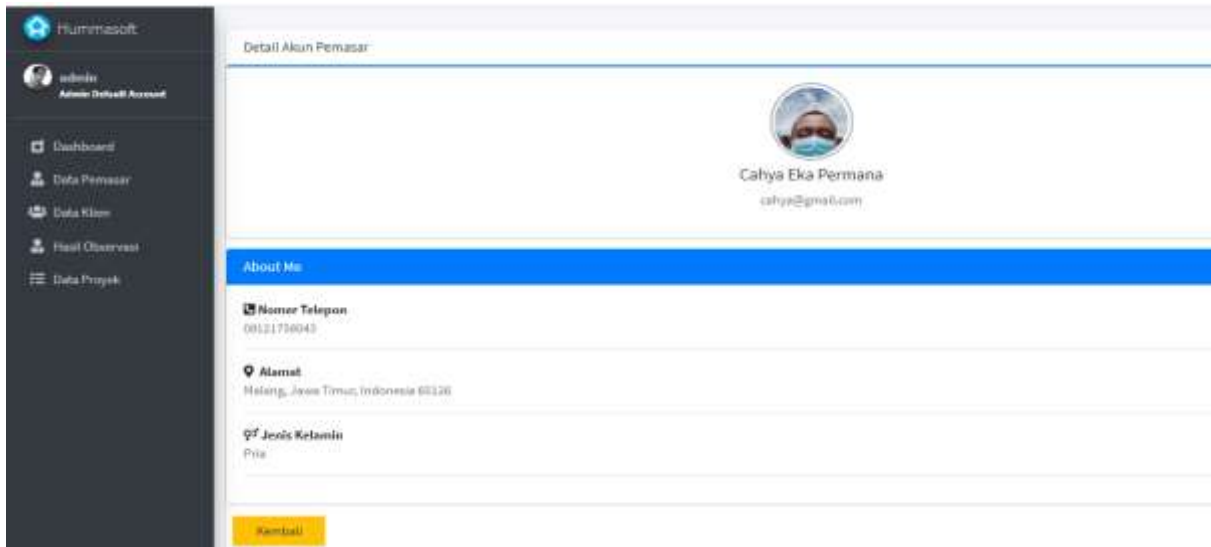 Hummasoft
admin
Admin Default Account
Dashboard
Data Pemasar
Data Klien
Hasil Observasi
Data Proyek
Detail Akun Pemasar
Cahya Eka Permana
cahya@gmail.com
About Me
Nomer Telepon
Alamat
Malang, Jawa Timur, Indonesia
Jenis Kelamin
Pria
Kembali